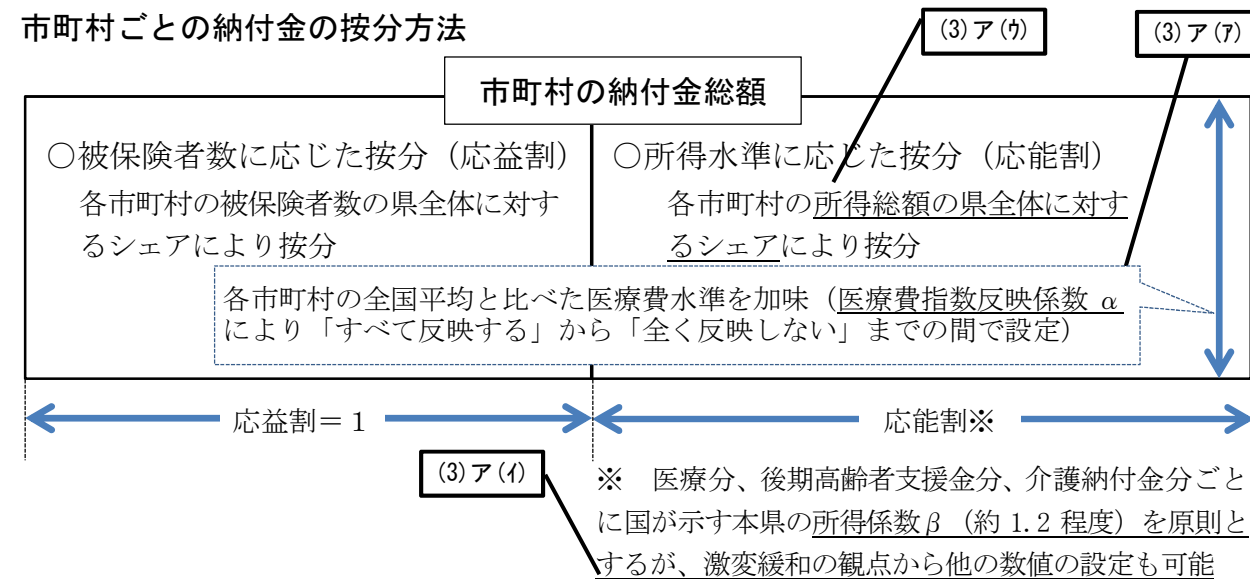 市町村ごとの納付金の按分方法
(3)ア(ウ)
(3)ア(ア)
市町村の納付金総額
○被保険者数に応じた按分（応益割）
各市町村の被保険者数の県全体に対す
るシェアにより按分
○所得水準に応じた按分（応能割）
各市町村の所得総額の県全体に対す
るシェアにより按分
各市町村の全国平均と比べた医療費水準を加味（医療費指数反映係数 α
により「すべて反映する」から「全く反映しない」までの間で設定）
応益割＝１
応能割※
(3)ア(イ)
※　医療分、後期高齢者支援金分、介護納付金分ごと
に国が示す本県の所得係数β（約 1.2 程度）を原則と
するが、激変緩和の観点から他の数値の設定も可能